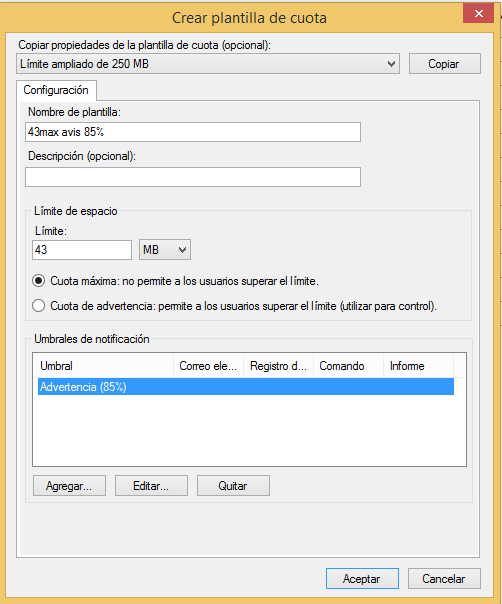 Crear plantilla de cuota
Copiar propiedades de la plantilla de cuota (opcional):
Límite ampliado de 250 MB
Copiar
Configuración
Nombre de plantilla:
43max avis 85%
Descripción (opcional):
Límite de espacio
Límite:
43 MB
Cuota máxima: no permite a los usuarios superar el límite.
Cuota de advertencia: permite a los usuarios superar el límite (utilizar para control).
Umbrales de notificación
Umbral Correo ele... Registro d... Comando Informe
Advertencia (85%)
Agregar... Editar... Quitar
Aceptar Cancelar